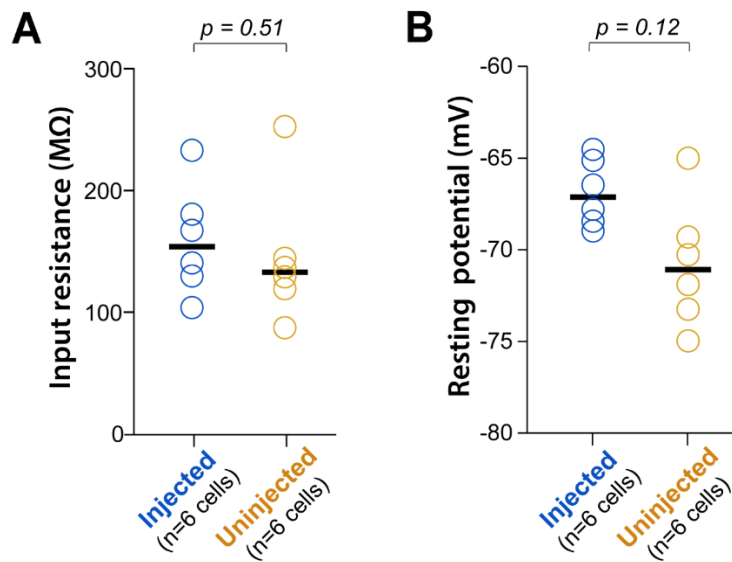 A
p = 0.51
Input resistance (MΩ)
300
200
100
0
Injected
(n=6 cells)
Uninjected
(n=6 cells)
B
p = 0.12
Resting potential (mV)
-60
-65
-70
-75
-80
Injected
(n=6 cells)
Uninjected
(n=6 cells)